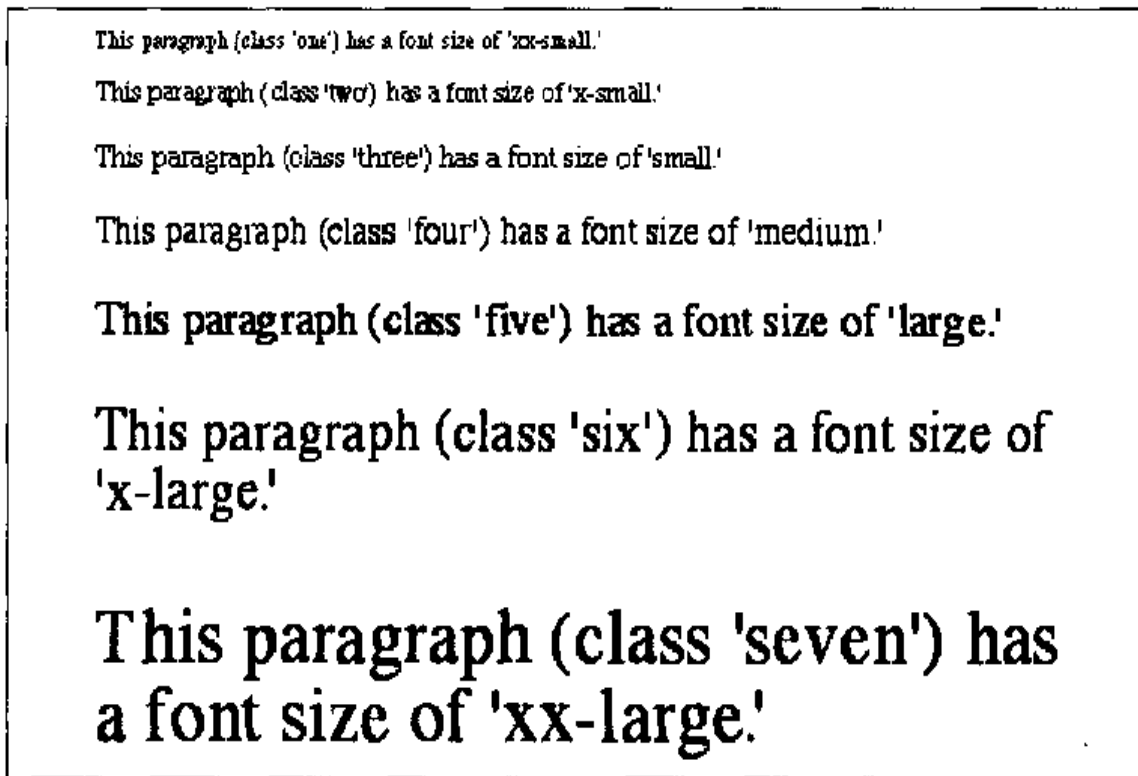 This paragraph (class 'one') has a font size of 'xx-small.'
This paragraph (class 'two') has a font size of 'x-small.'
This paragraph (class 'three') has a font size of 'small.'
This paragraph (class 'four') has a font size of 'medium.'
This paragraph (class 'five') has a font size of 'large.'
This paragraph (class 'six') has a font size of
'x-large.'
This paragraph (class 'seven') has
a font size of 'xx-large.'